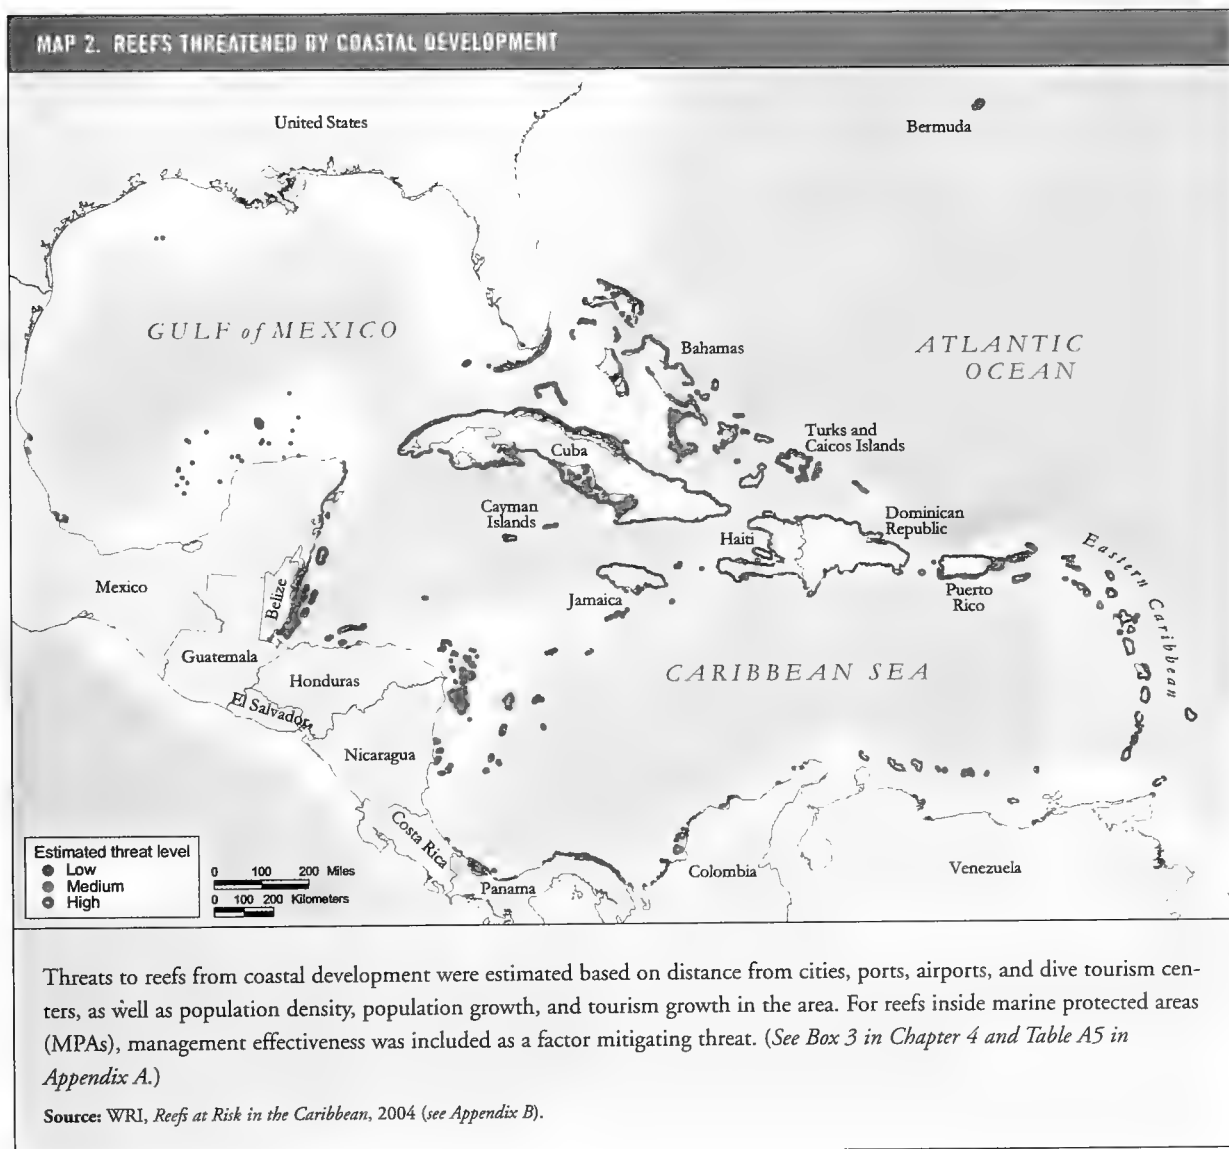 MAP 2. REEFS THREATENED BY COASTAL DEVELOPMENT
United States
Bermuda
GULF of MEXICO
Bahamas
ATLANTIC
OCEAN
Turks and
Caicos Islands
Cuba
Cayman
Islands
Dominican
Republic
Haiti
Eastern Caribbean
Mexico
Belize
Jamaica
Puerto
Rico
Guatemala
Honduras
CARIBBEAN SEA
El Salvador
Nicaragua
Costa Rica
Panama
Colombia
Venezuela
Estimated threat level
Low
Medium
High
0 100 200 Miles
0 100 200 Kilometers
Threats to reefs from coastal development were estimated based on distance from cities, ports, airports, and dive tourism cen-
ters, as well as population density, population growth, and tourism growth in the area. For reefs inside marine protected areas
(MPAs), management effectiveness was included as a factor mitigating threat. (See Box 3 in Chapter 4 and Table A5 in
Appendix A.)
Source: WRI, Reefs at Risk in the Caribbean, 2004 (see Appendix B).